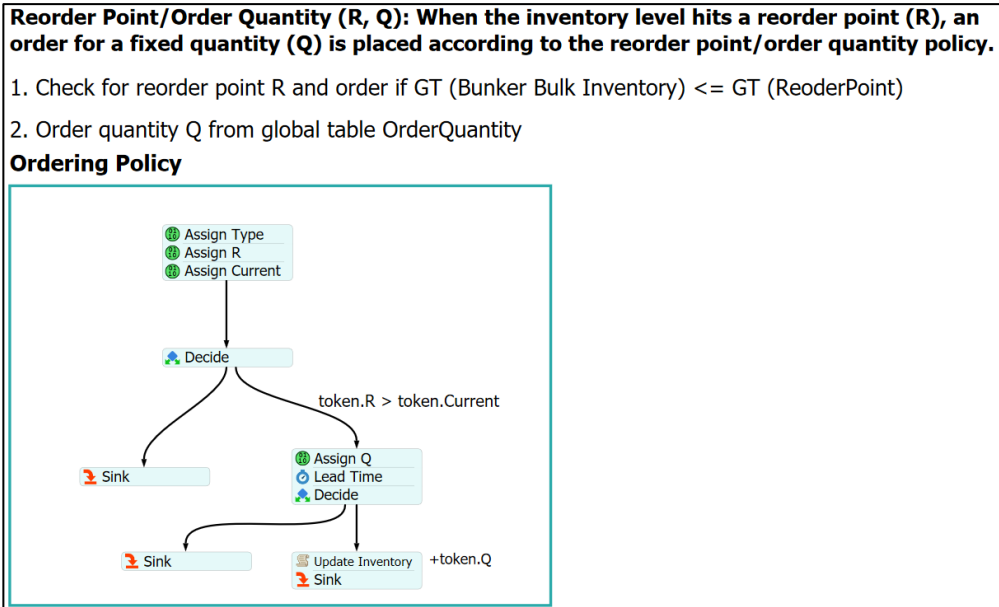 Reorder Point/Order Quantity (R, Q): When the inventory level hits a reorder point (R), an
order for a fixed quantity (Q) is placed according to the reorder point/order quantity policy.
1. Check for reorder point R and order if GT (Bunker Bulk Inventory) <= GT (ReoderPoint)
2. Order quantity Q from global table OrderQuantity
Ordering Policy
Assign Type
Assign R
Assign Current
Decide
token.R > token.Current
Assign Q
Lead Time
Decide
Sink
Sink
Update Inventory
+token.Q
Sink